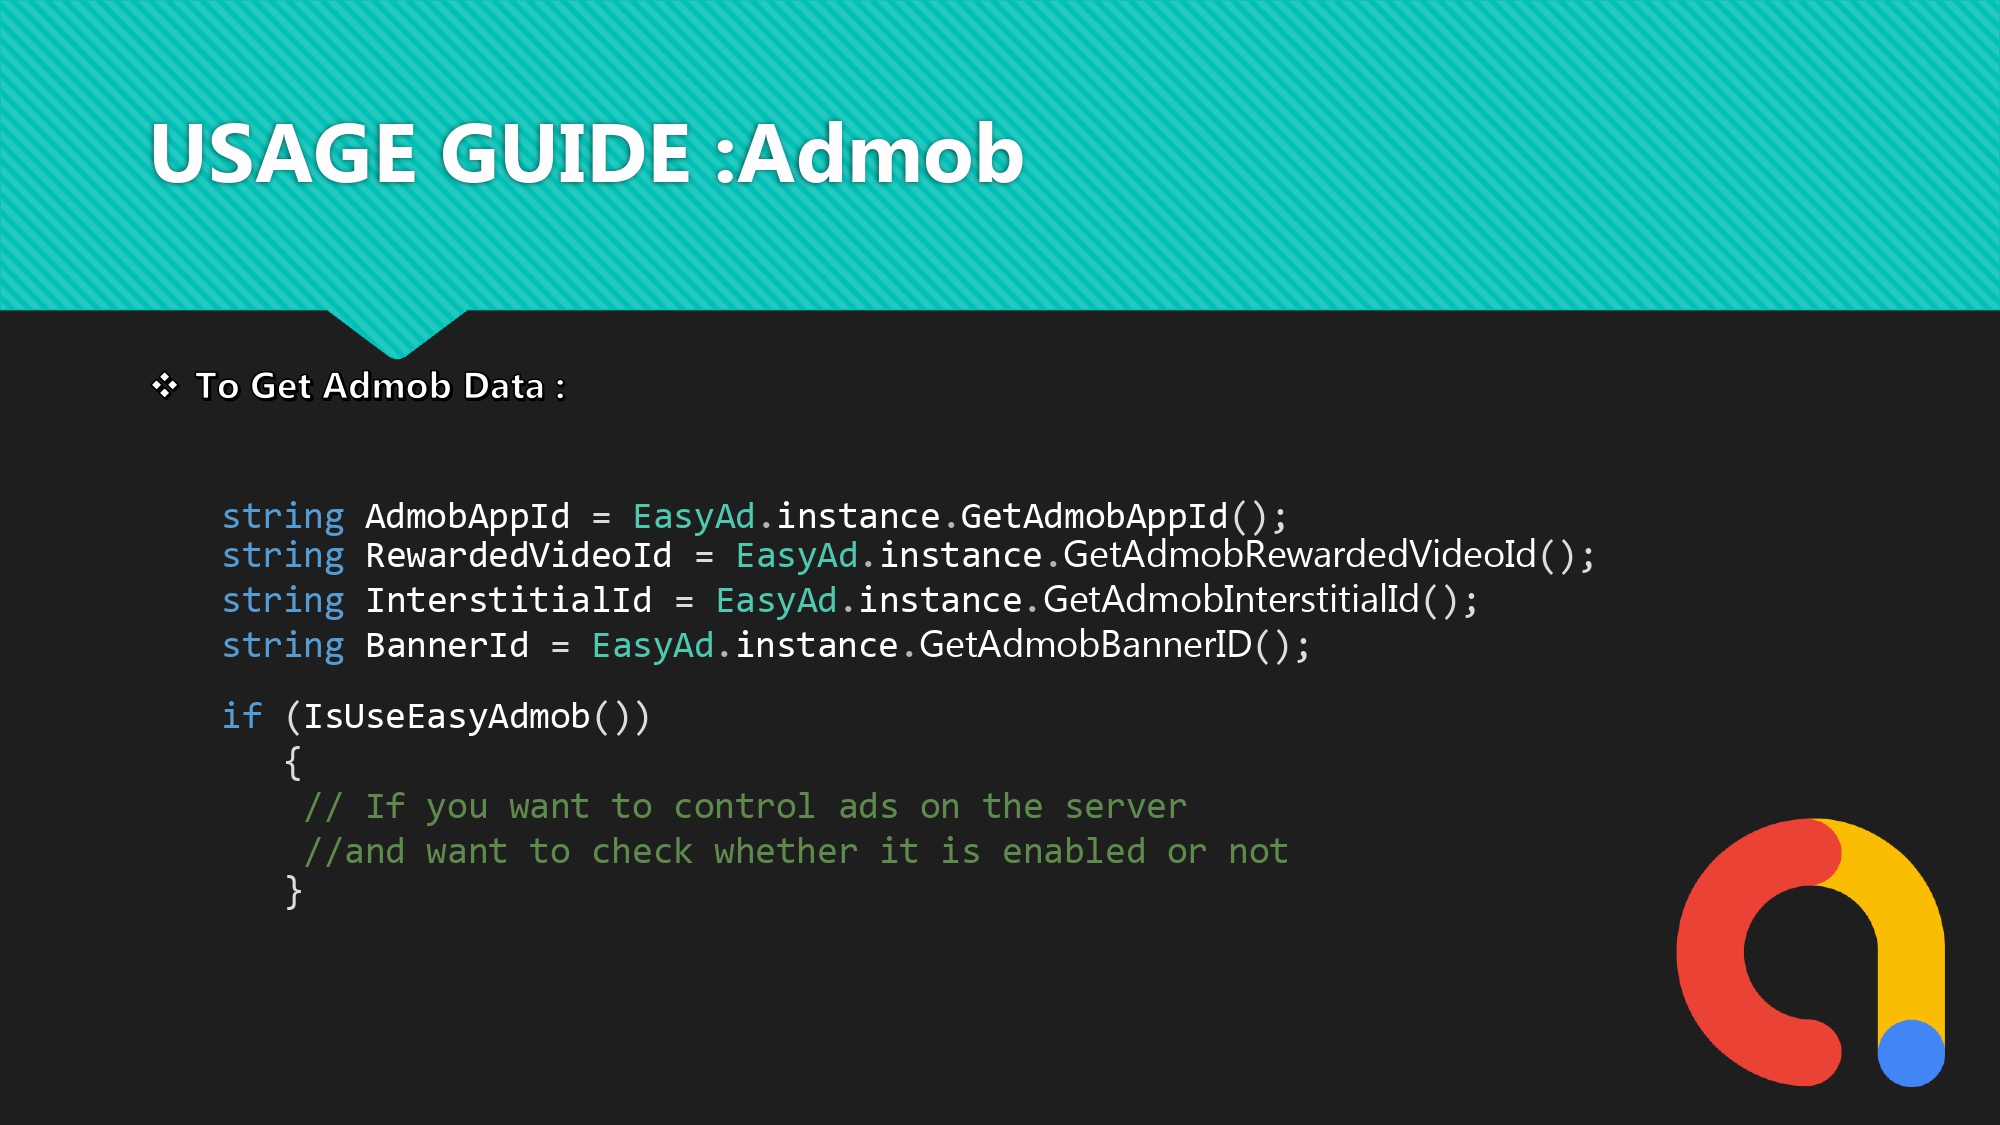 USAGE GUIDE :Admob
❖ To Get Admob Data :
string AdmobAppId = EasyAd.instance.GetAdmobAppId();
string RewardedVideoId = EasyAd.instance.GetAdmobRewardedVideoId();
string InterstitialId = EasyAd.instance.GetAdmobInterstitialId();
string BannerId = EasyAd.instance.GetAdmobBannerID();
if (IsUseEasyAdmob())
{
// If you want to control ads on the server
//and want to check whether it is enabled or not
}